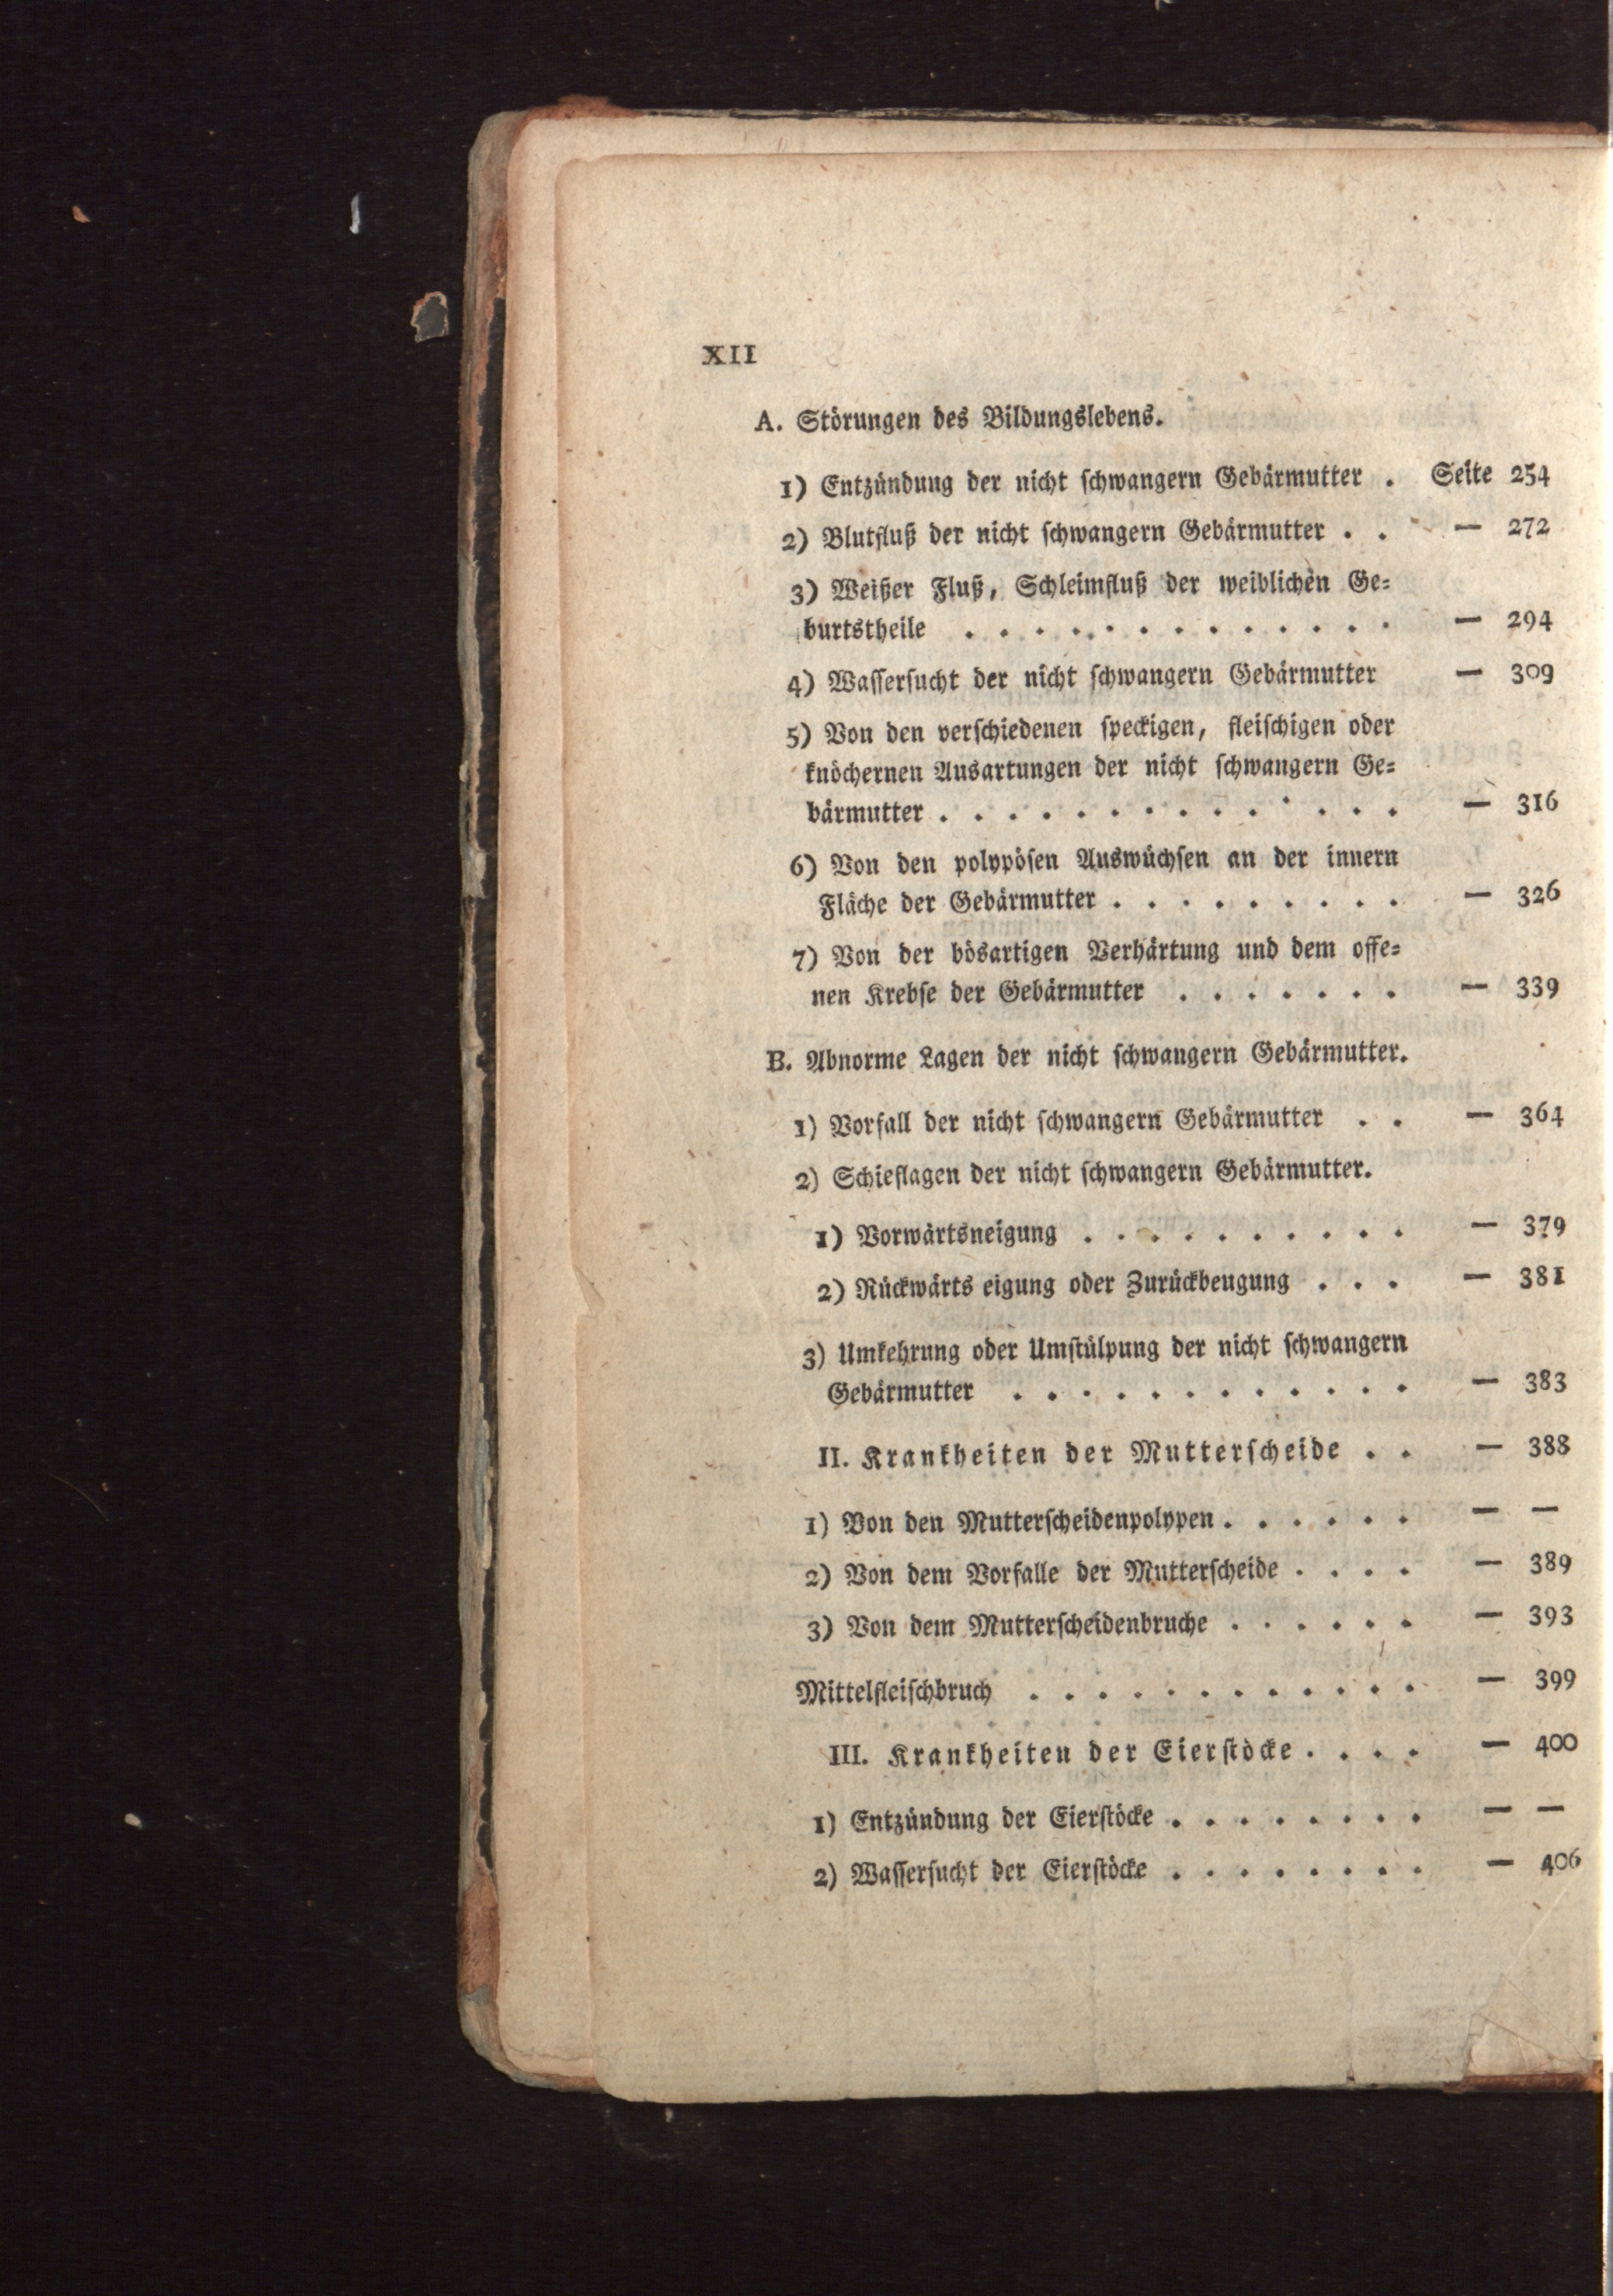 XII
A. Störungen des Bildungslebens.
1) Entzündung der nicht schwangern Gebärmutter . Seite 254
2) Blutfluß der nicht schwangern Gebärmutter . . — 272
3) Weißer Fluß, Schleimfluß der weiblichen Ge-
burtstheile . . . . . . . . . . . . . — 294
4) Wassersucht der nicht schwangern Gebärmutter — 309
5) Von den verschiedenen speckigen, fleischigen oder
knöchernen Ausartungen der nicht schwangern Ge-
bärmutter . . . . . . . . . . . . . . — 316
6) Von den polypösen Auswüchsen an der innern
Fläche der Gebärmutter . . . . . . . . . — 326
7) Von der bösartigen Verhärtung und dem offe-
nen Krebse der Gebärmutter . . . . . . . — 339
B. Abnorme Lagen der nicht schwangern Gebärmutter.
1) Vorfall der nicht schwangern Gebärmutter . . — 364
2) Schieflagen der nicht schwangern Gebärmutter.
1) Vorwärtsneigung . . . . . . . . . . — 379
2) Rückwärts eigung oder Zurückbeugung . . . — 381
3) Umkehrung oder Umstülpung der nicht schwangern
Gebärmutter . . . . . . . . . . . . — 383
II. Krankheiten der Mutterscheide . . — 388
1) Von den Mutterscheidenpolypen . . . . . . — —
2) Von dem Vorfalle der Mutterscheide . . . . — 389
3) Von dem Mutterscheidenbruche . . . . . . — 393
Mittelfleischbruch . . . . . . . . . . . . — 399
III. Krankheiten der Eierstöcke . . . . — 400
1) Entzündung der Eierstöcke . . . . . . . . — —
2) Wassersucht der Eierstöcke . . . . . . . . — 406